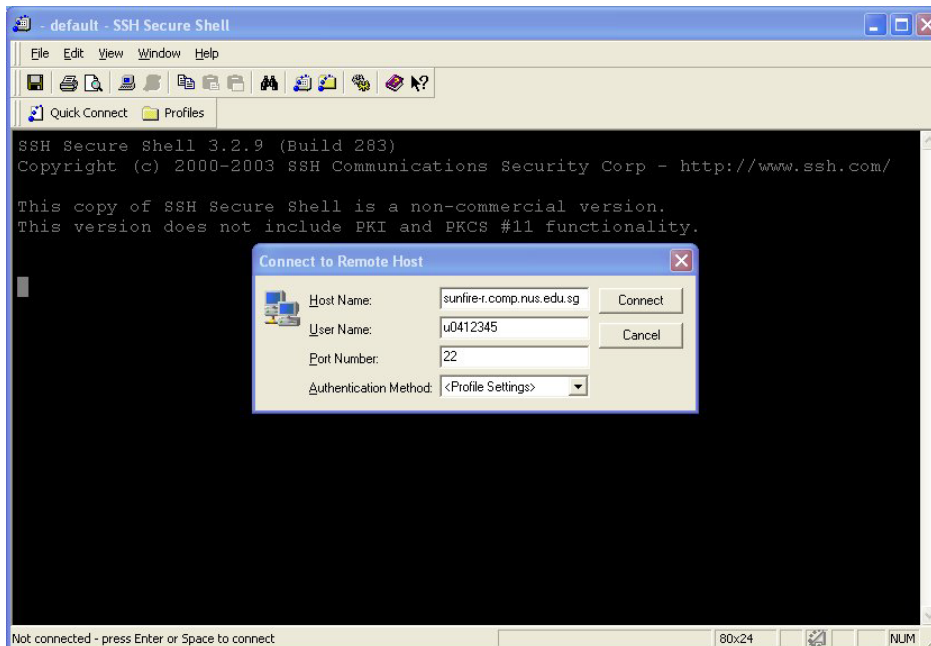 - default - SSH Secure Shell
File Edit View Window Help
Quick Connect Profiles
SSH Secure Shell 3.2.9 (Build 283)
Copyright (c) 2000-2003 SSH Communications Security Corp - http://www.ssh.com/
This copy of SSH Secure Shell is a non-commercial version.
This version does not include PKI and PKCS #11 functionality.
Connect to Remote Host
Host Name: sunfire-r.comp.nus.edu.sg Connect
User Name: u0412345 Cancel
Port Number: 22
Authentication Method: <Profile Settings>
Not connected - press Enter or Space to connect 80x24 NUM